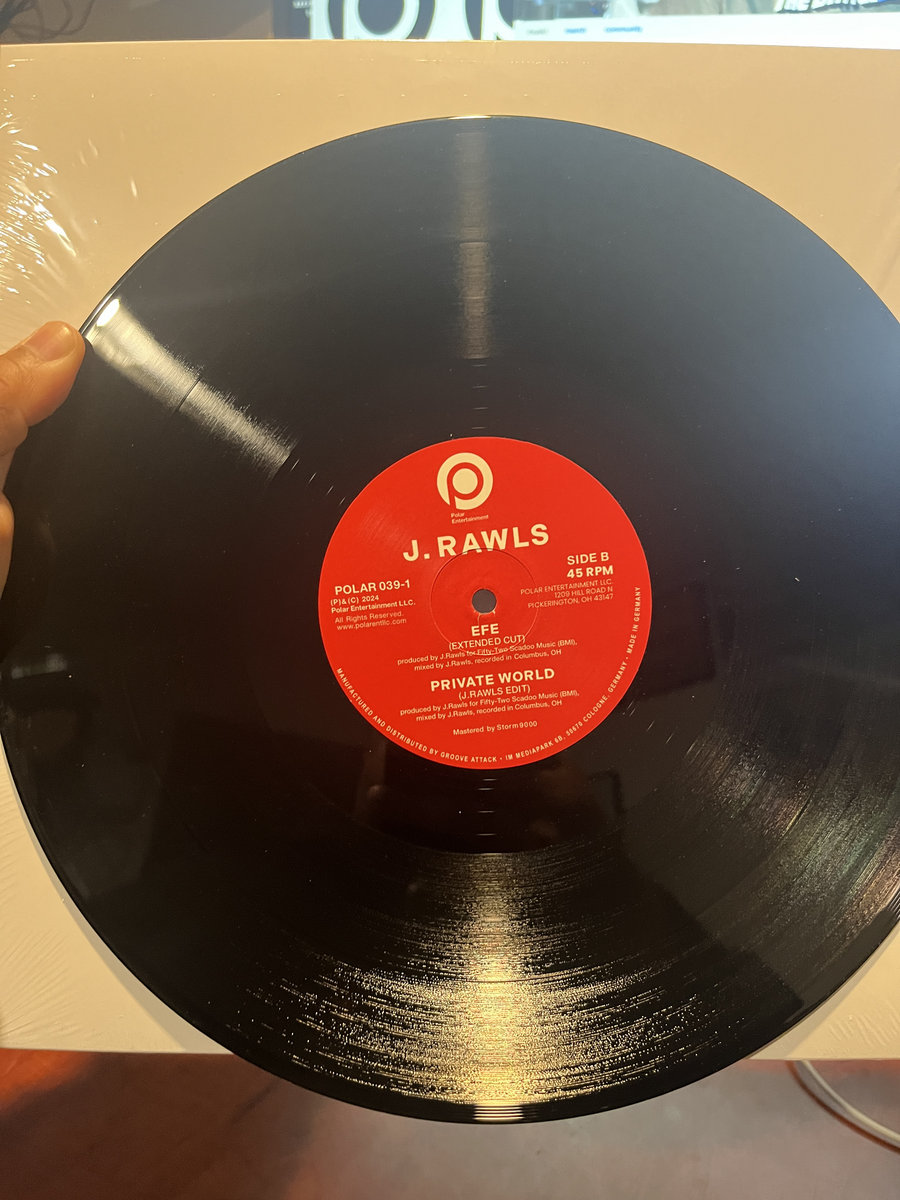 Polar
Entertainment
J. RAWLS
POLAR 039-1
(P)&(C) 2024
Polar Entertainment LLC.
All Rights Reserved.
www.polarentllc.com
SIDE B
45 RPM
POLAR ENTERTAINMENT LLC.
1209 HILL ROAD N
PICKERINGTON, OH 43147
EFE
(EXTENDED CUT)
produced by J.Rawls for Fifty-Two Scadoo Music (BMI),
mixed by J.Rawls, recorded in Columbus, OH
PRIVATE WORLD
(J.RAWLS EDIT)
produced by J.Rawls for Fifty-Two Scadoo Music (BMI),
mixed by J.Rawls, recorded in Columbus, OH
Mastered by Storm9000
MANUFACTURED AND DISTRIBUTED BY GROOVE ATTACK · IM MEDIAPARK 6B, 50670 COLOGNE, GERMANY · MADE IN GERMANY